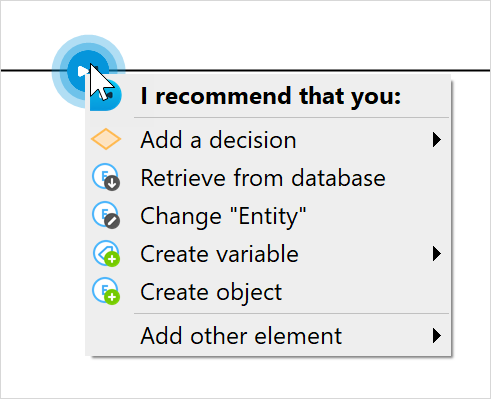 I recommend that you:
Add a decision
Retrieve from database
Change "Entity"
Create variable
Create object
Add other element